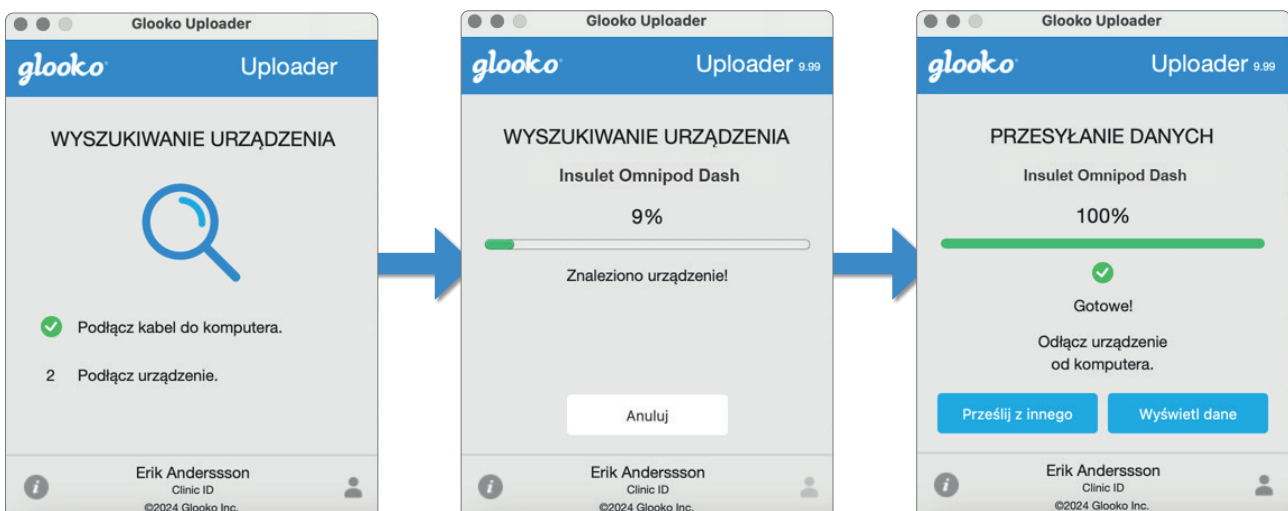 Glooko Uploader
glooko Uploader
WYSZUKIWANIE URZĄDZENIA
Podłącz kabel do komputera.
2 Podłącz urządzenie.
Erik Anderssson
Clinic ID
©2024 Glooko Inc.
Glooko Uploader
glooko Uploader 9.99
WYSZUKIWANIE URZĄDZENIA
Insulet Omnipod Dash
9%
Znaleziono urządzenie!
Anuluj
Erik Anderssson
Clinic ID
©2024 Glooko Inc.
Glooko Uploader
glooko Uploader 9.99
PRZESYŁANIE DANYCH
Insulet Omnipod Dash
100%
Gotowe!
Odłącz urządzenie
od komputera.
Prześlij z innego Wyświetl dane
Erik Anderssson
Clinic ID
©2024 Glooko Inc.